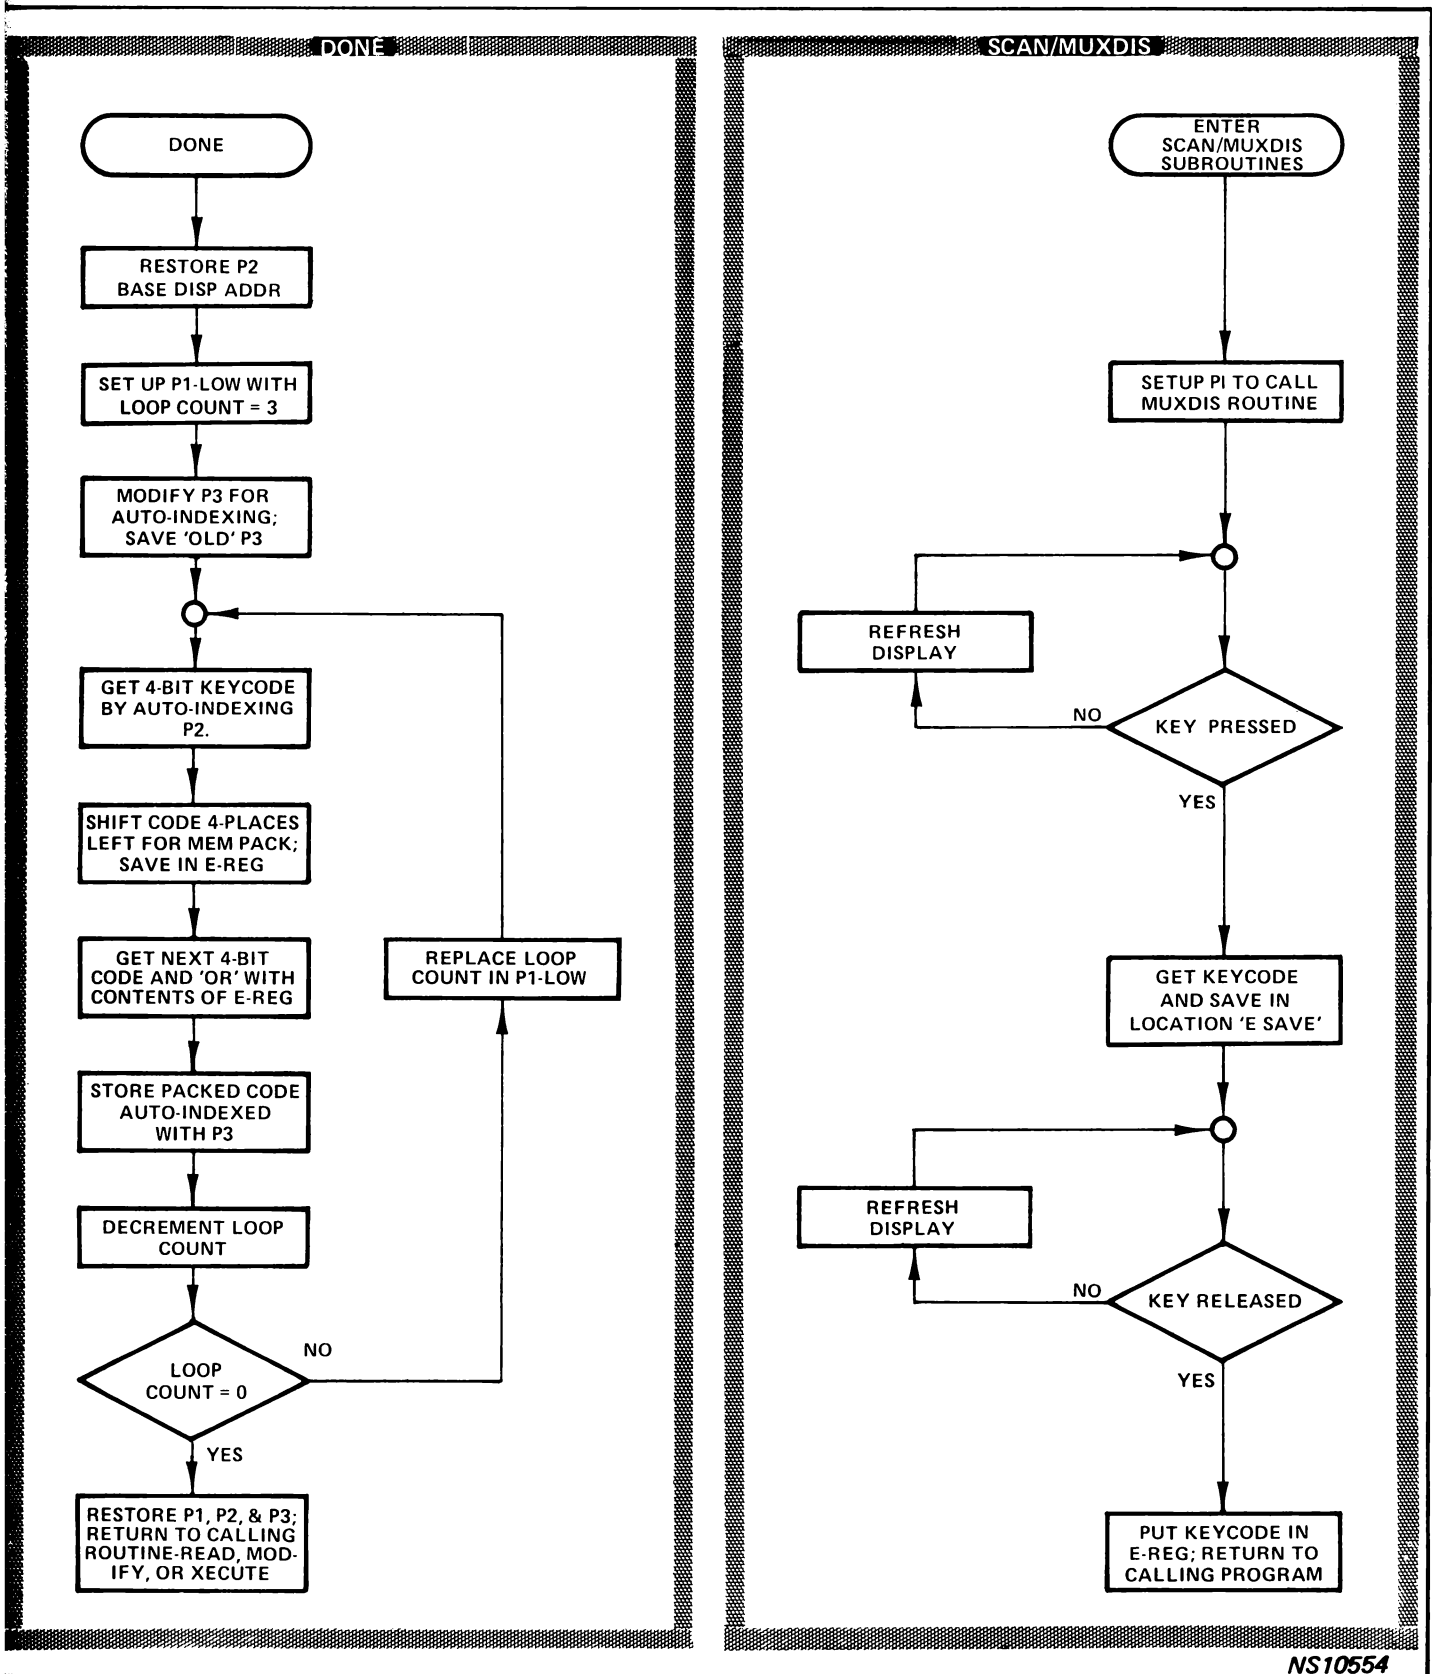 DONE
DONE
RESTORE P2
BASE DISP ADDR
SET UP P1-LOW WITH
LOOP COUNT = 3
MODIFY P3 FOR
AUTO-INDEXING;
SAVE 'OLD' P3
GET 4-BIT KEYCODE
BY AUTO-INDEXING
P2.
SHIFT CODE 4-PLACES
LEFT FOR MEM PACK;
SAVE IN E-REG
GET NEXT 4-BIT
CODE AND 'OR' WITH
CONTENTS OF E-REG
REPLACE LOOP
COUNT IN P1-LOW
STORE PACKED CODE
AUTO-INDEXED
WITH P3
DECREMENT LOOP
COUNT
LOOP
COUNT = 0
NO
YES
RESTORE P1, P2, & P3;
RETURN TO CALLING
ROUTINE-READ, MOD-
IFY, OR XECUTE
SCAN/MUXDIS
ENTER
SCAN/MUXDIS
SUBROUTINES
SETUP PI TO CALL
MUXDIS ROUTINE
REFRESH
DISPLAY
NO
KEY PRESSED
YES
GET KEYCODE
AND SAVE IN
LOCATION 'E SAVE'
REFRESH
DISPLAY
NO
KEY RELEASED
YES
PUT KEYCODE IN
E-REG; RETURN TO
CALLING PROGRAM
NS10554